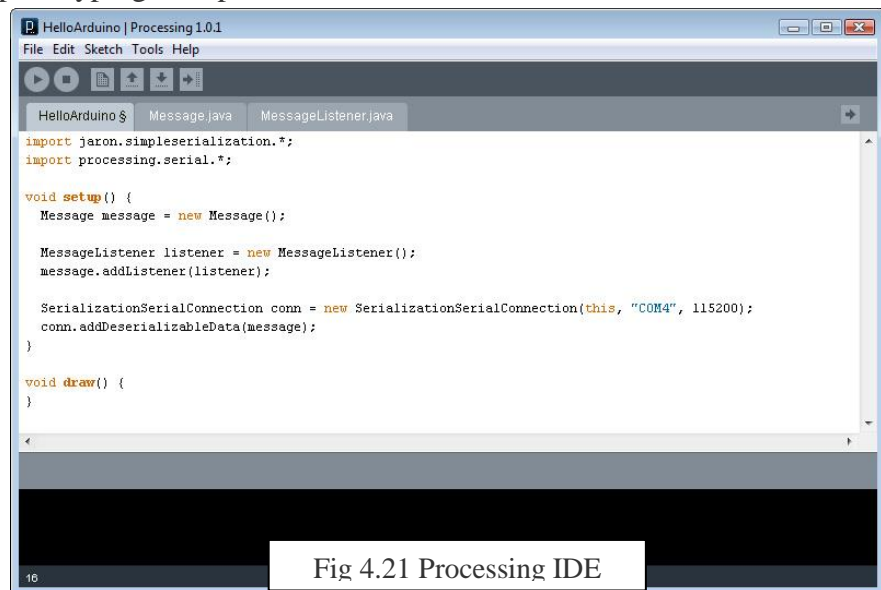 HelloArduino | Processing 1.0.1
File Edit Sketch Tools Help
HelloArduino § Message.java MessageListener.java
import jaron.simpleserialization.*;
import processing.serial.*;
void setup() {
Message message = new Message();
MessageListener listener = new MessageListener();
message.addListener(listener);
SerializationSerialConnection conn = new SerializationSerialConnection(this, "COM4", 115200);
conn.addDeserializableData(message);
}
void draw() {
}
Fig 4.21 Processing IDE
16